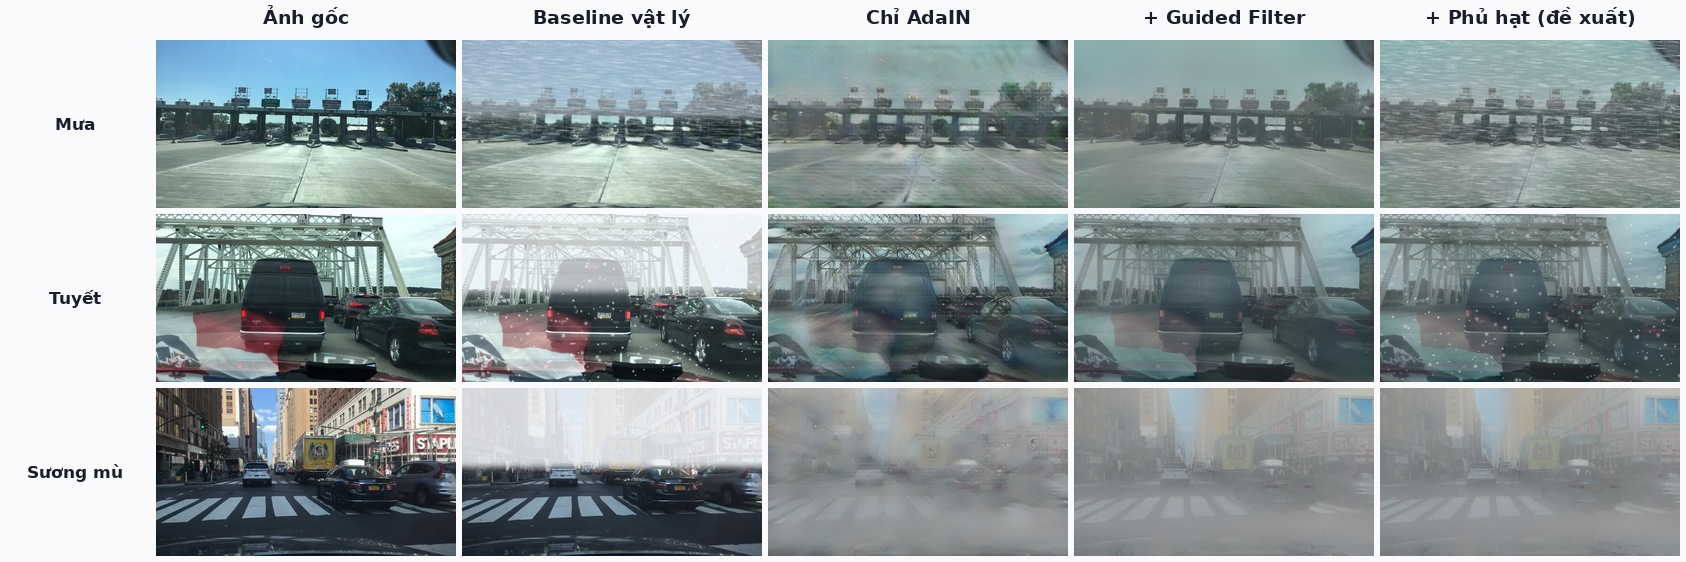 Ảnh gốc
Baseline vật lý
Chỉ AdaIN
+ Guided Filter
+ Phủ hạt (đề xuất)
Mưa
Tuyết
Sương mù